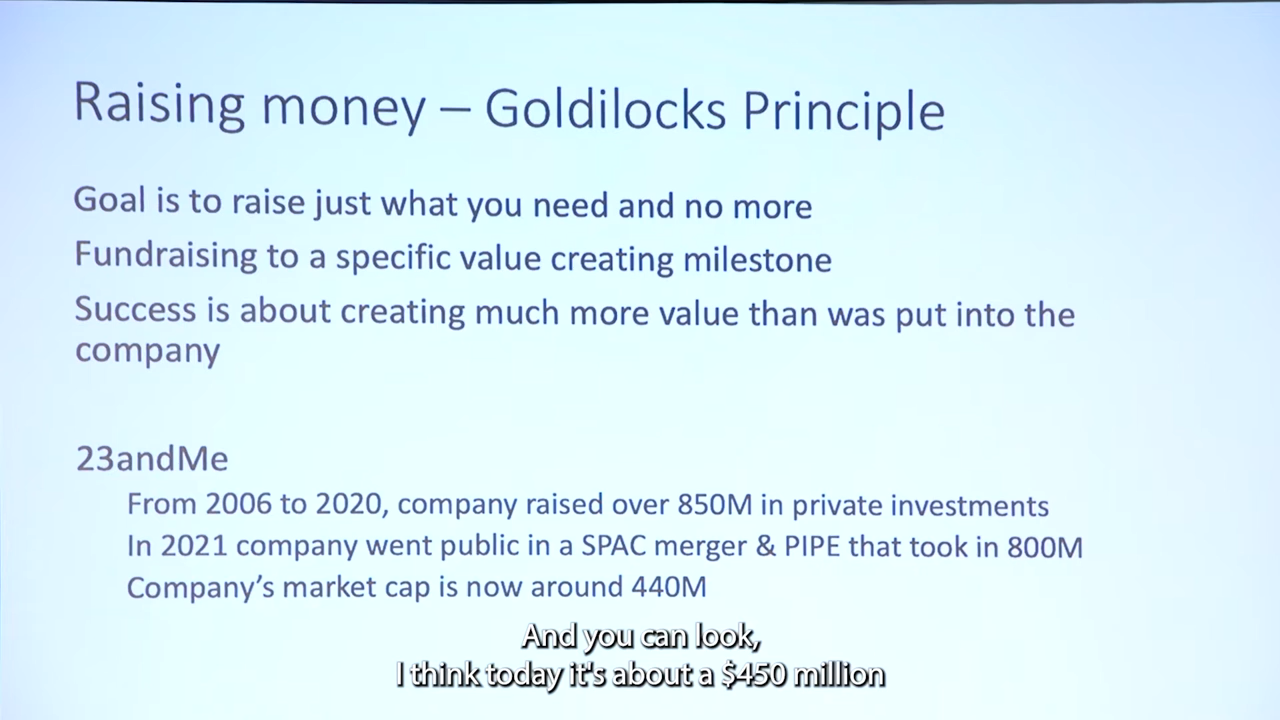 Raising money – Goldilocks Principle
Goal is to raise just what you need and no more
Fundraising to a specific value creating milestone
Success is about creating much more value than was put into the
company
23andMe
From 2006 to 2020, company raised over 850M in private investments
In 2021 company went public in a SPAC merger & PIPE that took in 800M
Company's market cap is now around 440M
And you can look,
I think today it's about a $450 million